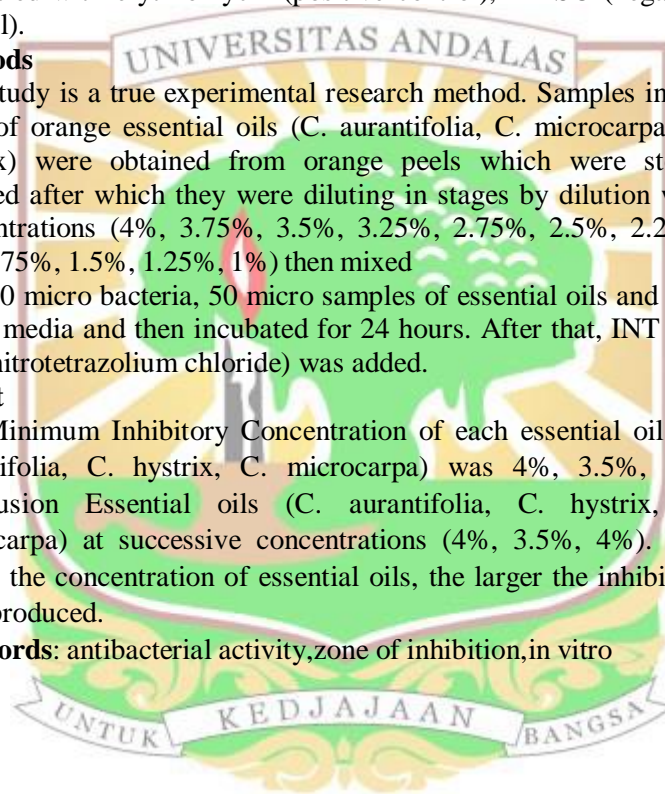 (positive control),
l).
ods
UNIVERSITAS ANDALAS
tudy is a true experimental research method. Samples in
of orange essential oils (C. aurantifolia, C. microcarpa
x) were obtained from orange peels which were st
ed after which they were diluting in stages by dilution w
ntrations (4%, 3.75%, 3.5%, 3.25%, 2.75%, 2.5%, 2.2
75%, 1.5%, 1.25%, 1%) then mixed
0 micro bacteria, 50 micro samples of essential oils and
media and then incubated for 24 hours. After that, INT
nitrotetrazolium chloride) was added.
t
Minimum Inhibitory Concentration of each essential oil
ifolia, C. hystrix, C. microcarpa) was 4%, 3.5%,
usion Essential oils (C. aurantifolia, C. hystrix,
carpa) at successive concentrations (4%, 3.5%, 4%).
the concentration of essential oils, the larger the inhibi
produced.
ords: antibacterial activity,zone of inhibition,in vitro
UNTUK KEDJAJAAN BANGSA